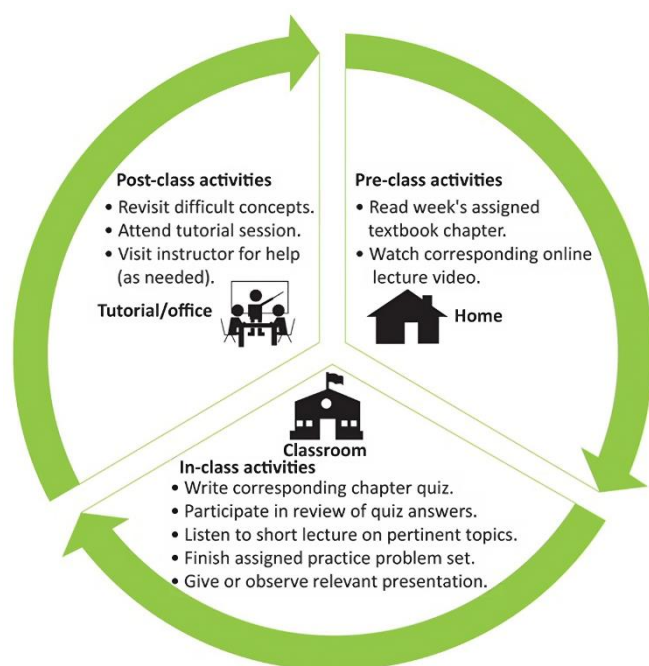 Post-class activities
• Revisit difficult concepts.
• Attend tutorial session.
• Visit instructor for help
(as needed).
Tutorial/office
Pre-class activities
• Read week's assigned
textbook chapter.
• Watch corresponding online
lecture video.
Home
Classroom
In-class activities
• Write corresponding chapter quiz.
• Participate in review of quiz answers.
• Listen to short lecture on pertinent topics.
• Finish assigned practice problem set.
• Give or observe relevant presentation.